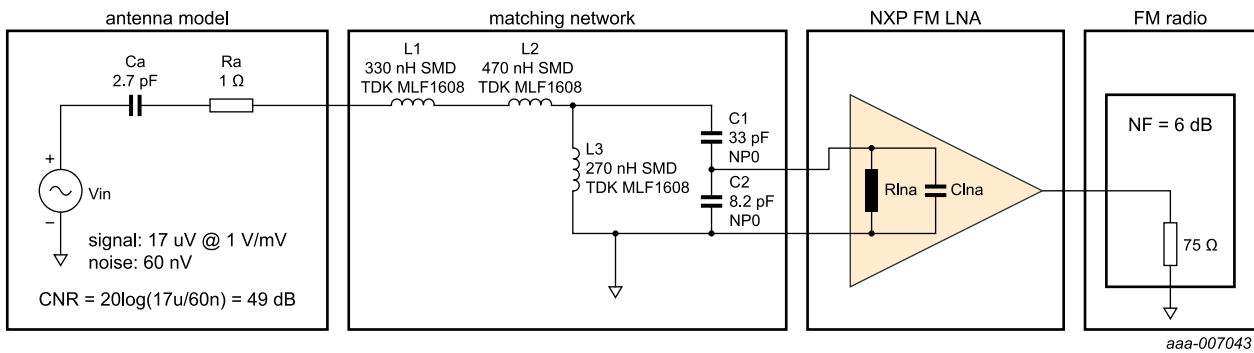 antenna model
Ca
2.7 pF
Ra
1 Ω
+
Vin
−
signal: 17 uV @ 1 V/mV
noise: 60 nV
CNR = 20log(17u/60n) = 49 dB
matching network
L1
330 nH SMD
TDK MLF1608
L2
470 nH SMD
TDK MLF1608
L3
270 nH SMD
TDK MLF1608
C1
33 pF
NP0
C2
8.2 pF
NP0
NXP FM LNA
Rlna
Clna
FM radio
NF = 6 dB
75 Ω
aaa-007043